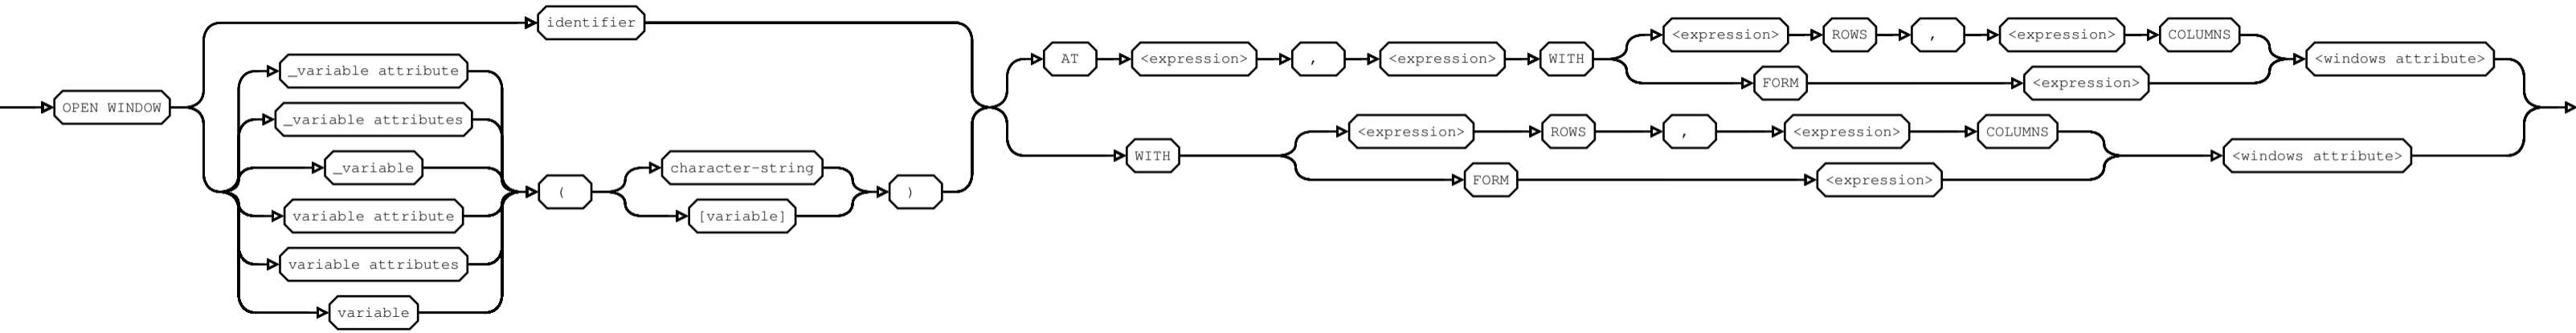 identifier
<expression> ROWS , <expression> COLUMNS
AT <expression> , <expression> WITH <windows attribute>
_variable attribute
FORM <expression>
OPEN WINDOW
_variable attributes
<expression> ROWS , <expression> COLUMNS
WITH <windows attribute>
_variable character-string
FORM <expression>
( )
variable attribute [variable]
variable attributes
variable